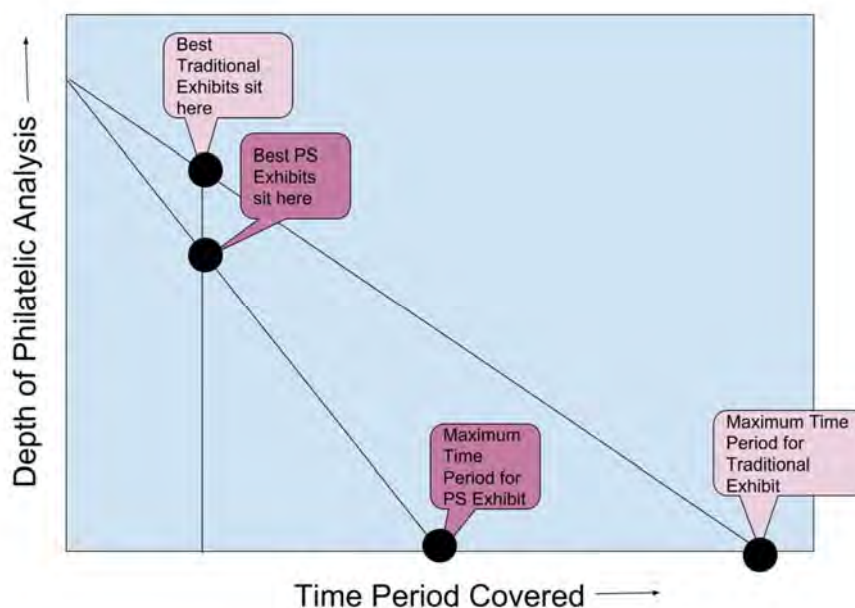 Best
Traditional
Exhibits sit
here
Best PS
Exhibits
sit here
Maximum
Time
Period for
PS Exhibit
Maximum Time
Period for
Traditional
Exhibit
Depth of Philatelic Analysis
Time Period Covered